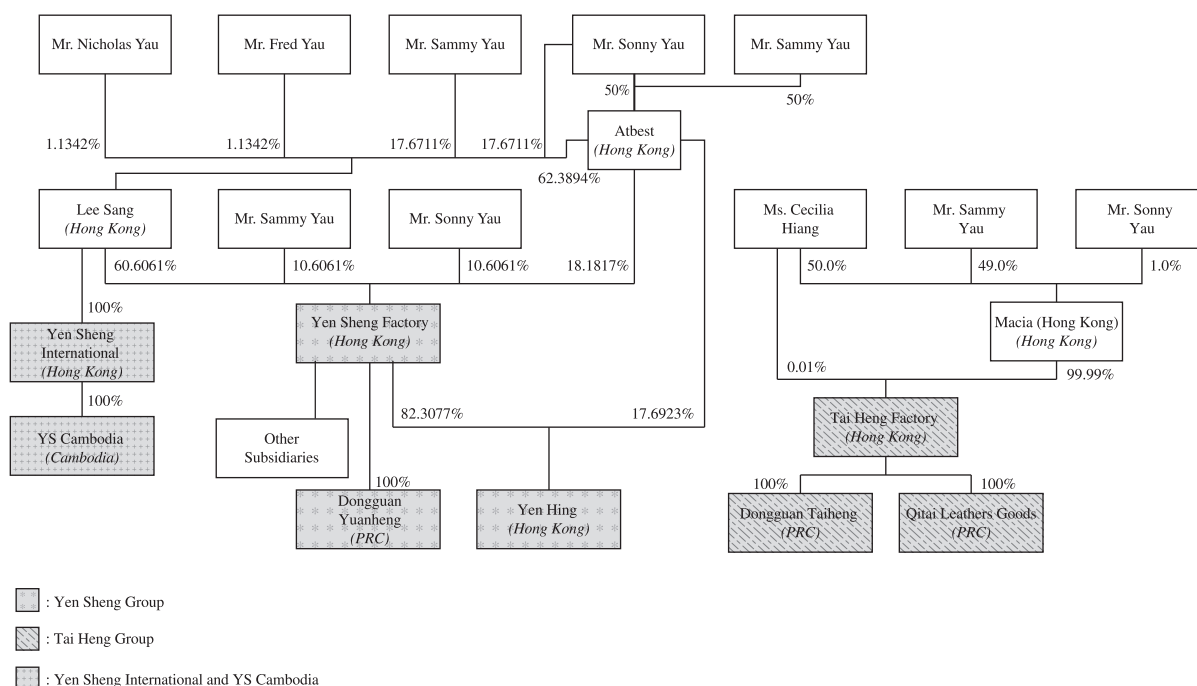 Mr. Nicholas Yau
Mr. Fred Yau
Mr. Sammy Yau
Mr. Sonny Yau
Mr. Sammy Yau
50%
50%
1.1342%
1.1342%
17.6711%
17.6711%
Atbest
(Hong Kong)
62.3894%
Lee Sang
(Hong Kong)
Mr. Sammy Yau
Mr. Sonny Yau
Ms. Cecilia
Hiang
Mr. Sammy
Yau
Mr. Sonny
Yau
60.6061%
10.6061%
10.6061%
18.1817%
50.0%
49.0%
1.0%
100%
Yen Sheng
International
(Hong Kong)
Yen Sheng Factory
(Hong Kong)
Macia (Hong Kong)
(Hong Kong)
0.01%
99.99%
100%
YS Cambodia
(Cambodia)
Other
Subsidiaries
82.3077%
17.6923%
Tai Heng Factory
(Hong Kong)
100%
Dongguan
Yuanheng
(PRC)
Yen Hing
(Hong Kong)
100%
100%
Dongguan Taiheng
(PRC)
Qitai Leathers Goods
(PRC)
: Yen Sheng Group
: Tai Heng Group
: Yen Sheng International and YS Cambodia